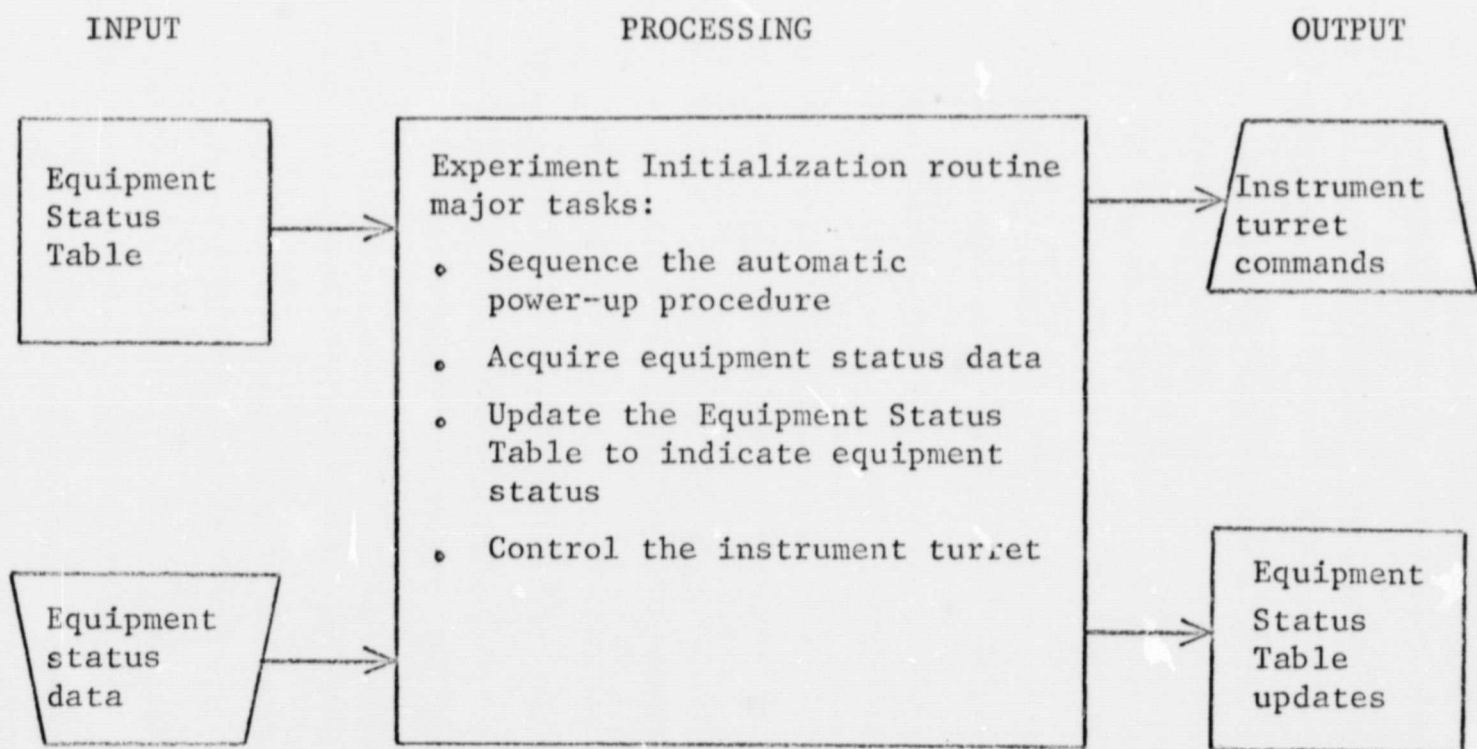 INPUT
PROCESSING
OUTPUT
Equipment
Status
Table
Equipment
status
data
Experiment Initialization routine
major tasks:
• Sequence the automatic
power-up procedure
• Acquire equipment status data
• Update the Equipment Status
Table to indicate equipment
status
• Control the instrument turret
Instrument
turret
commands
Equipment
Status
Table
updates